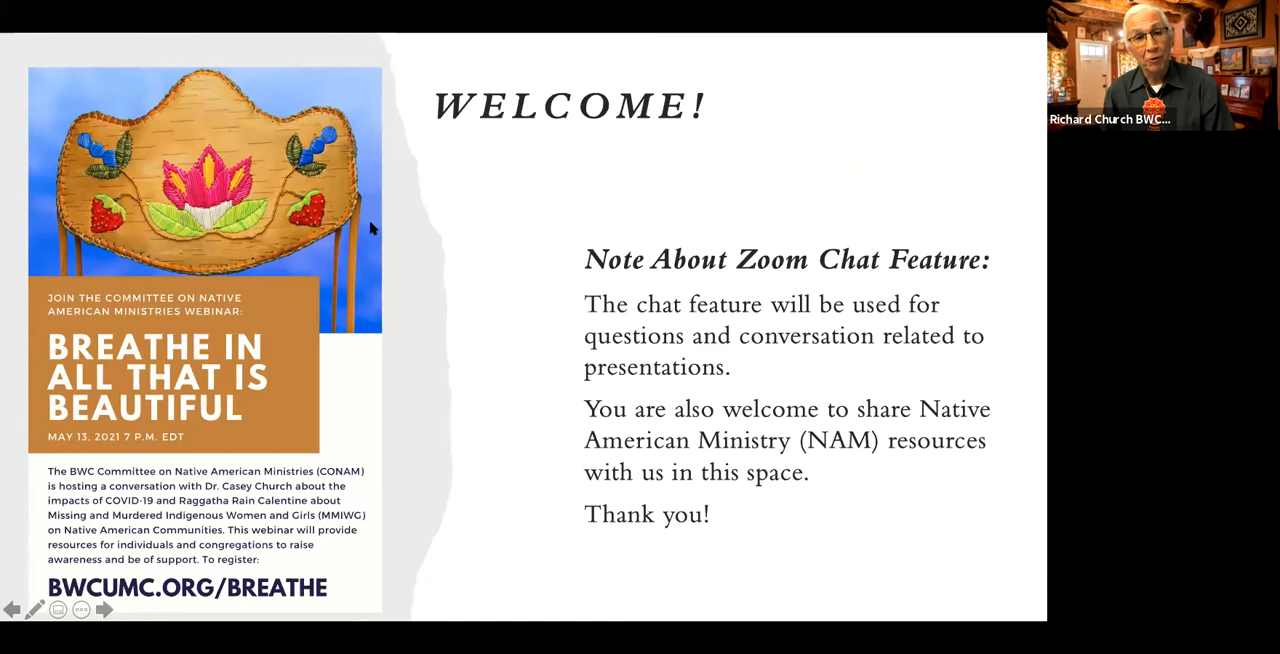 WELCOME!
Note About Zoom Chat Feature:
The chat feature will be used for
questions and conversation related to
presentations.
You are also welcome to share Native
American Ministry (NAM) resources
with us in this space.
Thank you!
JOIN THE COMMITTEE ON NATIVE
AMERICAN MINISTRIES WEBINAR:
BREATHE IN
ALL THAT IS
BEAUTIFUL
MAY 13, 2021 7 P.M. EDT
The BWC Committee on Native American Ministries (CONAM)
is hosting a conversation with Dr. Casey Church about the
impacts of COVID-19 and Raggatha Rain Calentine about
Missing and Murdered Indigenous Women and Girls (MMIWG)
on Native American Communities. This webinar will provide
resources for individuals and congregations to raise
awareness and be of support. To register:
BWCUMC.ORG/BREATHE
Richard Church BWC...